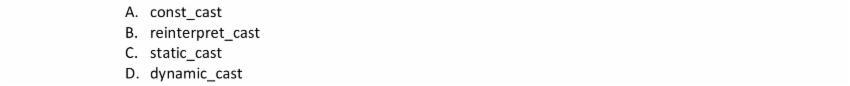 A. const_cast
B. reinterpret_cast
C. static_cast
D. dynamic_cast